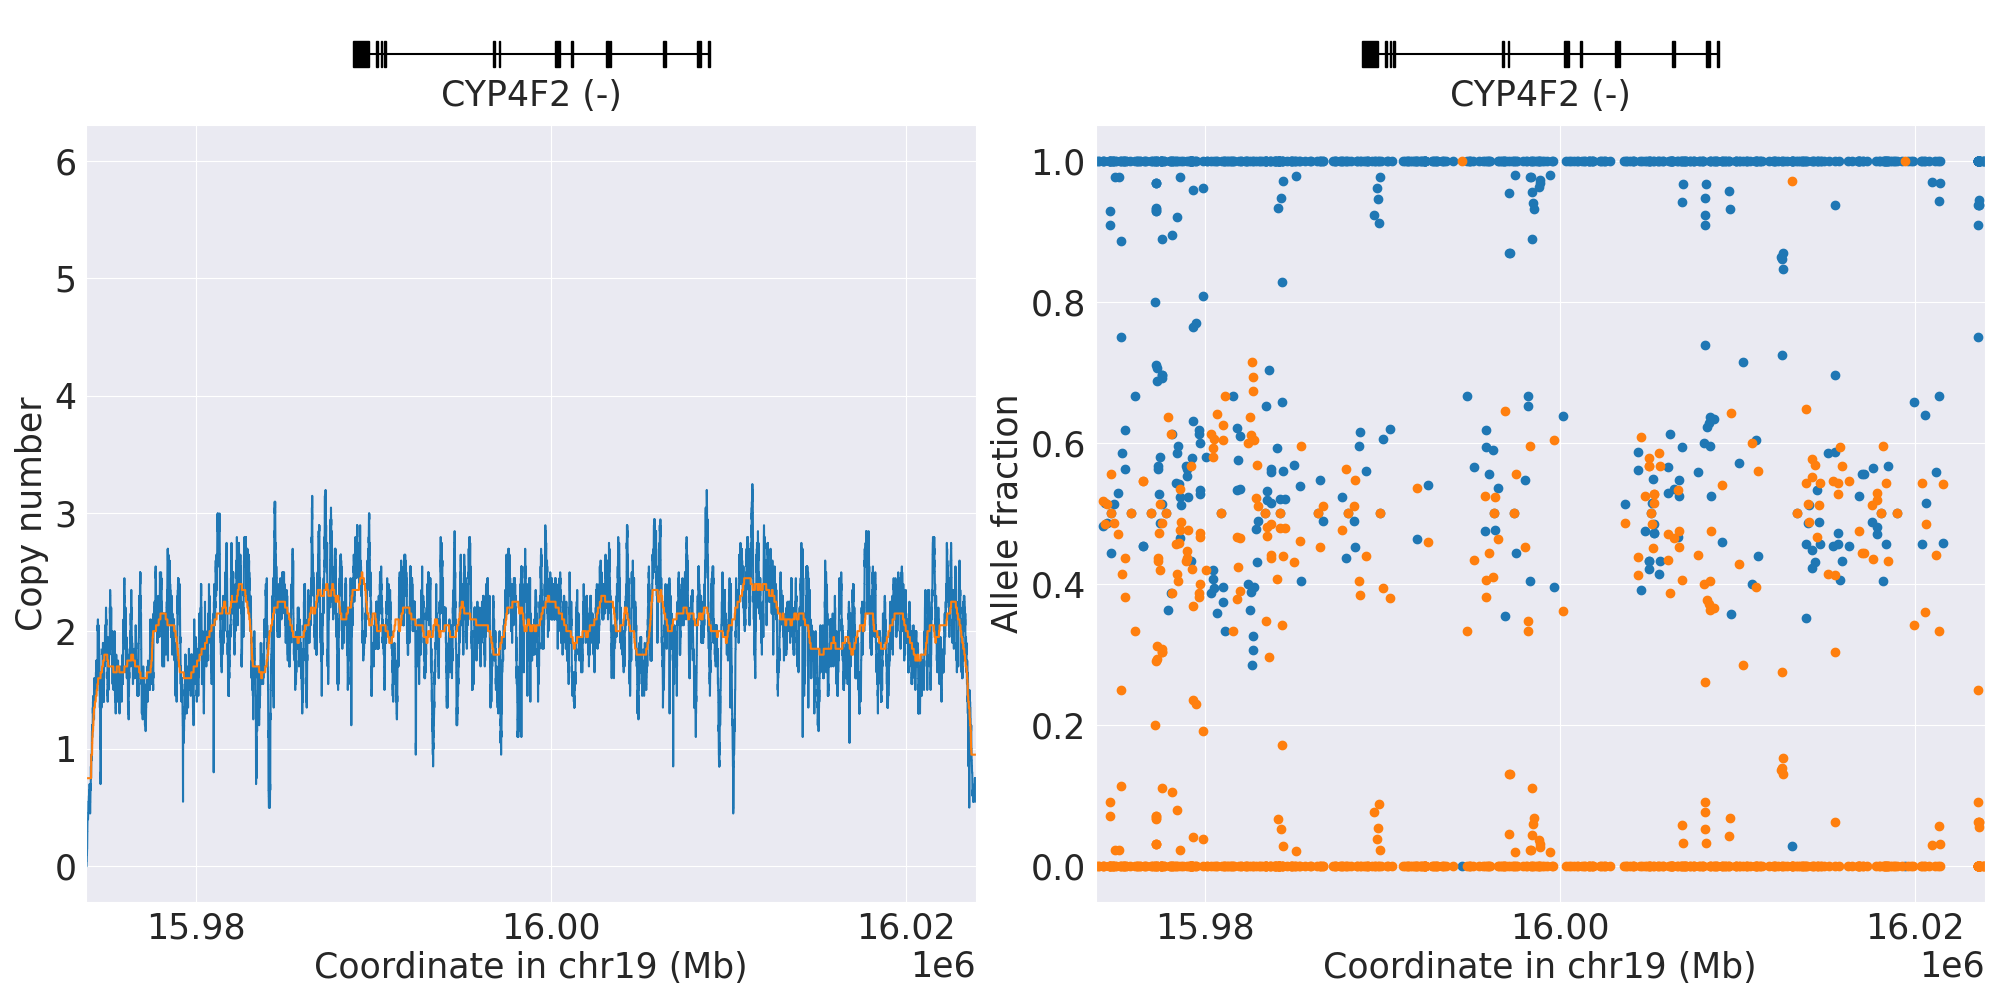 CYP4F2 (-)
6
5
4
3
2
1
0
Copy number
15.98
16.00
16.02
Coordinate in chr19 (Mb)
1e6
CYP4F2 (-)
1.0
0.8
0.6
0.4
0.2
0.0
Allele fraction
15.98
16.00
16.02
Coordinate in chr19 (Mb)
1e6